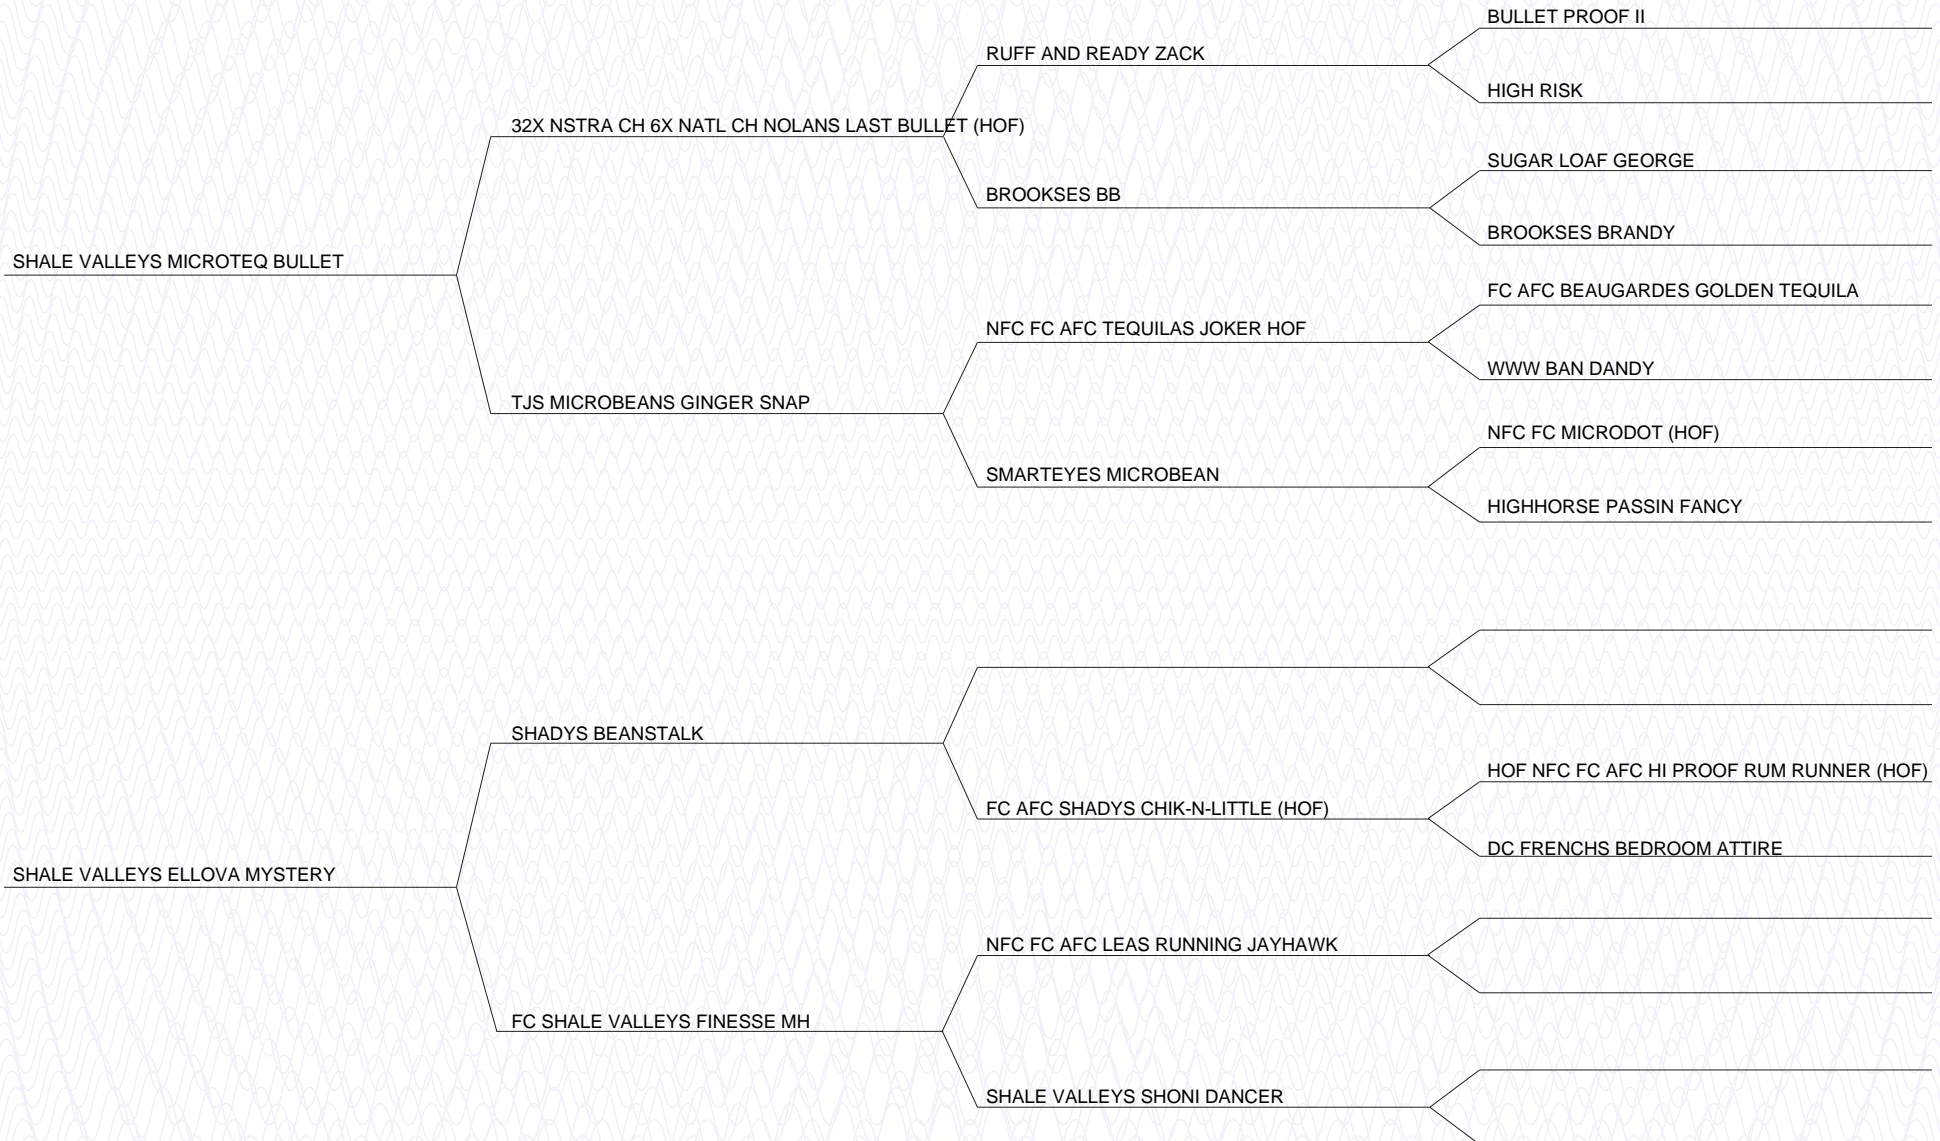 BULLET PROOF II
RUFF AND READY ZACK
HIGH RISK
32X NSTRA CH 6X NATL CH NOLANS LAST BULLET (HOF)
SUGAR LOAF GEORGE
BROOKSES BB
BROOKSES BRANDY
SHALE VALLEYS MICROTEQ BULLET
FC AFC BEAUGARDES GOLDEN TEQUILA
NFC FC AFC TEQUILAS JOKER HOF
WWW BAN DANDY
TJS MICROBEANS GINGER SNAP
NFC FC MICRODOT (HOF)
SMARTEYES MICROBEAN
HIGHHORSE PASSIN FANCY
SHADYS BEANSTALK
HOF NFC FC AFC HI PROOF RUM RUNNER (HOF)
FC AFC SHADYS CHIK-N-LITTLE (HOF)
DC FRENCHS BEDROOM ATTIRE
SHALE VALLEYS ELLOVA MYSTERY
NFC FC AFC LEAS RUNNING JAYHAWK
FC SHALE VALLEYS FINESSE MH
SHALE VALLEYS SHONI DANCER